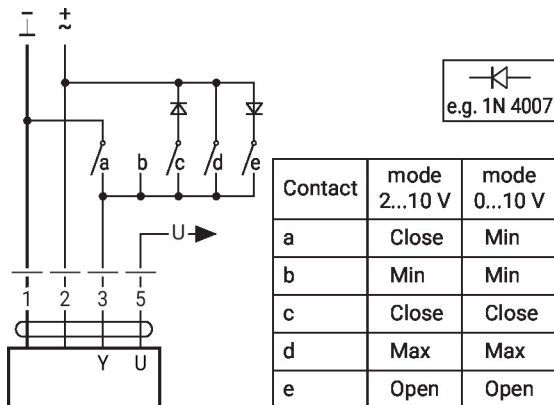 − +
⊥ ~
e.g. 1N 4007
a b c d e
U
1 2 3 5
Y U
Contact mode 2...10 V mode 0...10 V
a Close Min
b Min Min
c Close Close
d Max Max
e Open Open